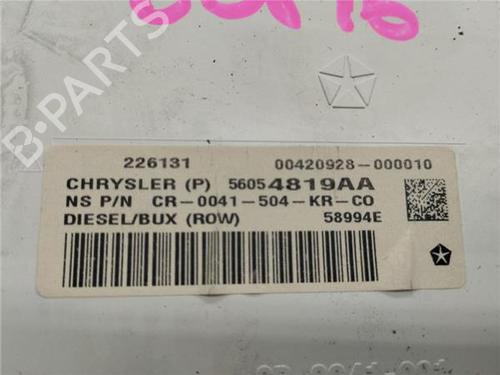 B-PARTS
226131 00420928-000010
CHRYSLER (P) 56054819AA
NS P/N CR-0041-504-KR-CO
DIESEL/BUX (ROW) 58994E